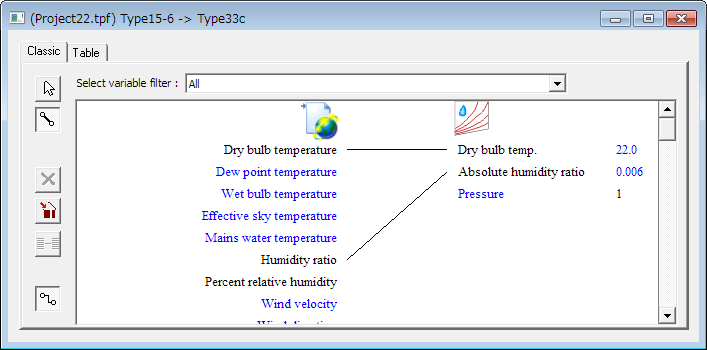 (Project22.tpf) Type15-6 -> Type33c
Classic Table
Select variable filter : All
Dry bulb temperature Dry bulb temp. 22.0
Dew point temperature Absolute humidity ratio 0.006
Wet bulb temperature Pressure 1
Effective sky temperature
Mains water temperature
Humidity ratio
Percent relative humidity
Wind velocity